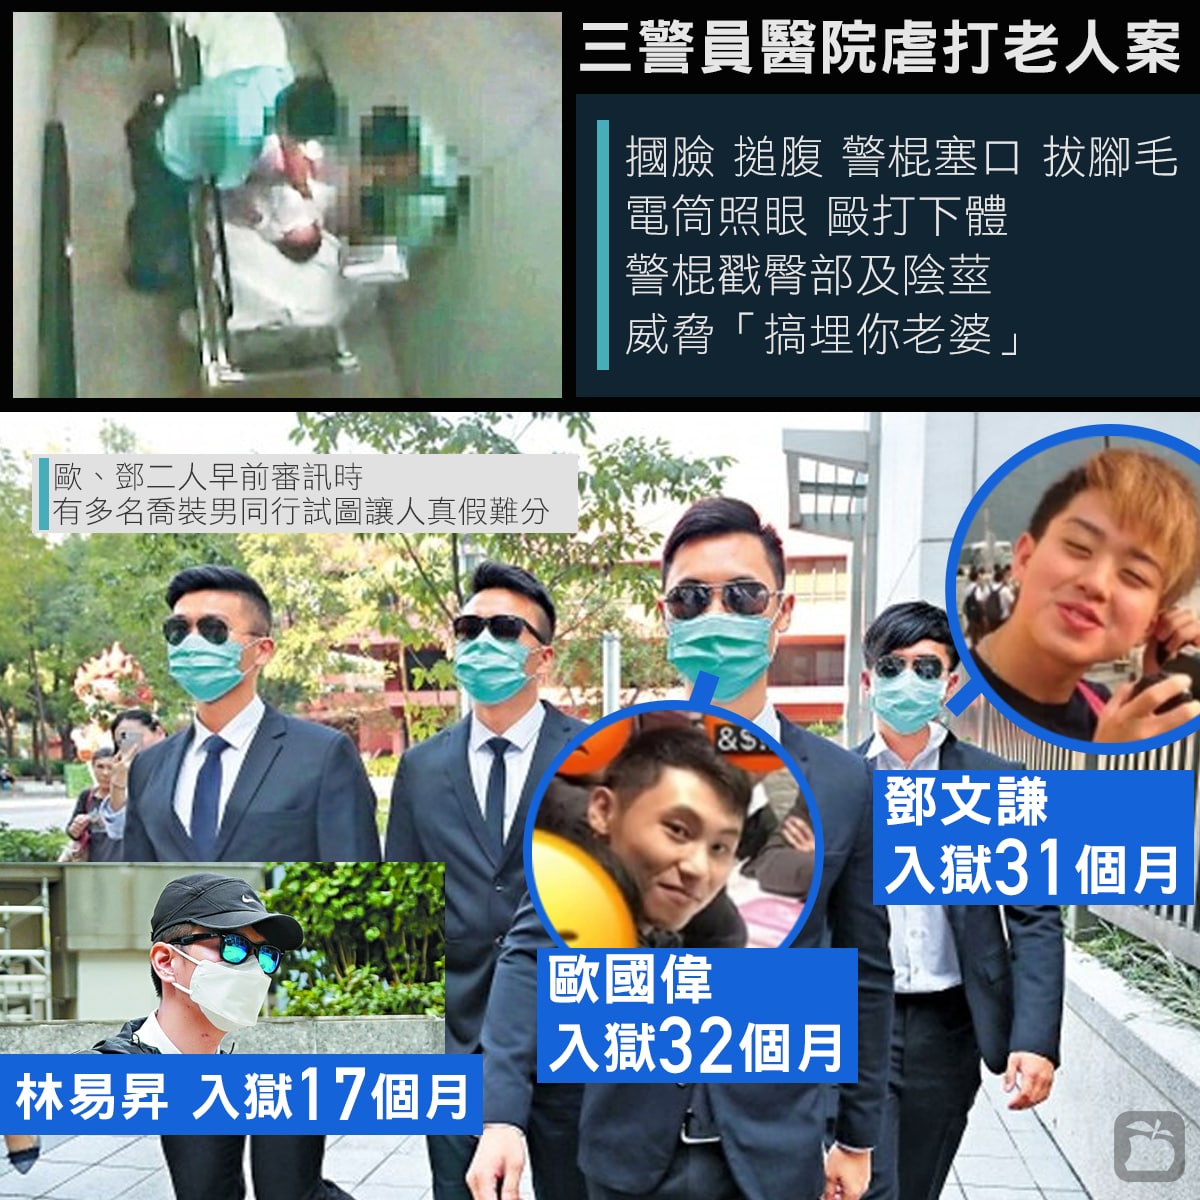 三警員醫院虐打老人案
摑臉 搥腹 警棍塞口 拔腳毛
電筒照眼 毆打下體
警棍戳臀部及陰莖
威脅「搞埋你老婆」
歐、鄧二人早前審訊時
有多名喬裝男同行試圖讓人真假難分
&S.
鄧文謙
入獄31個月
歐國偉
入獄32個月
林易昇 入獄17個月